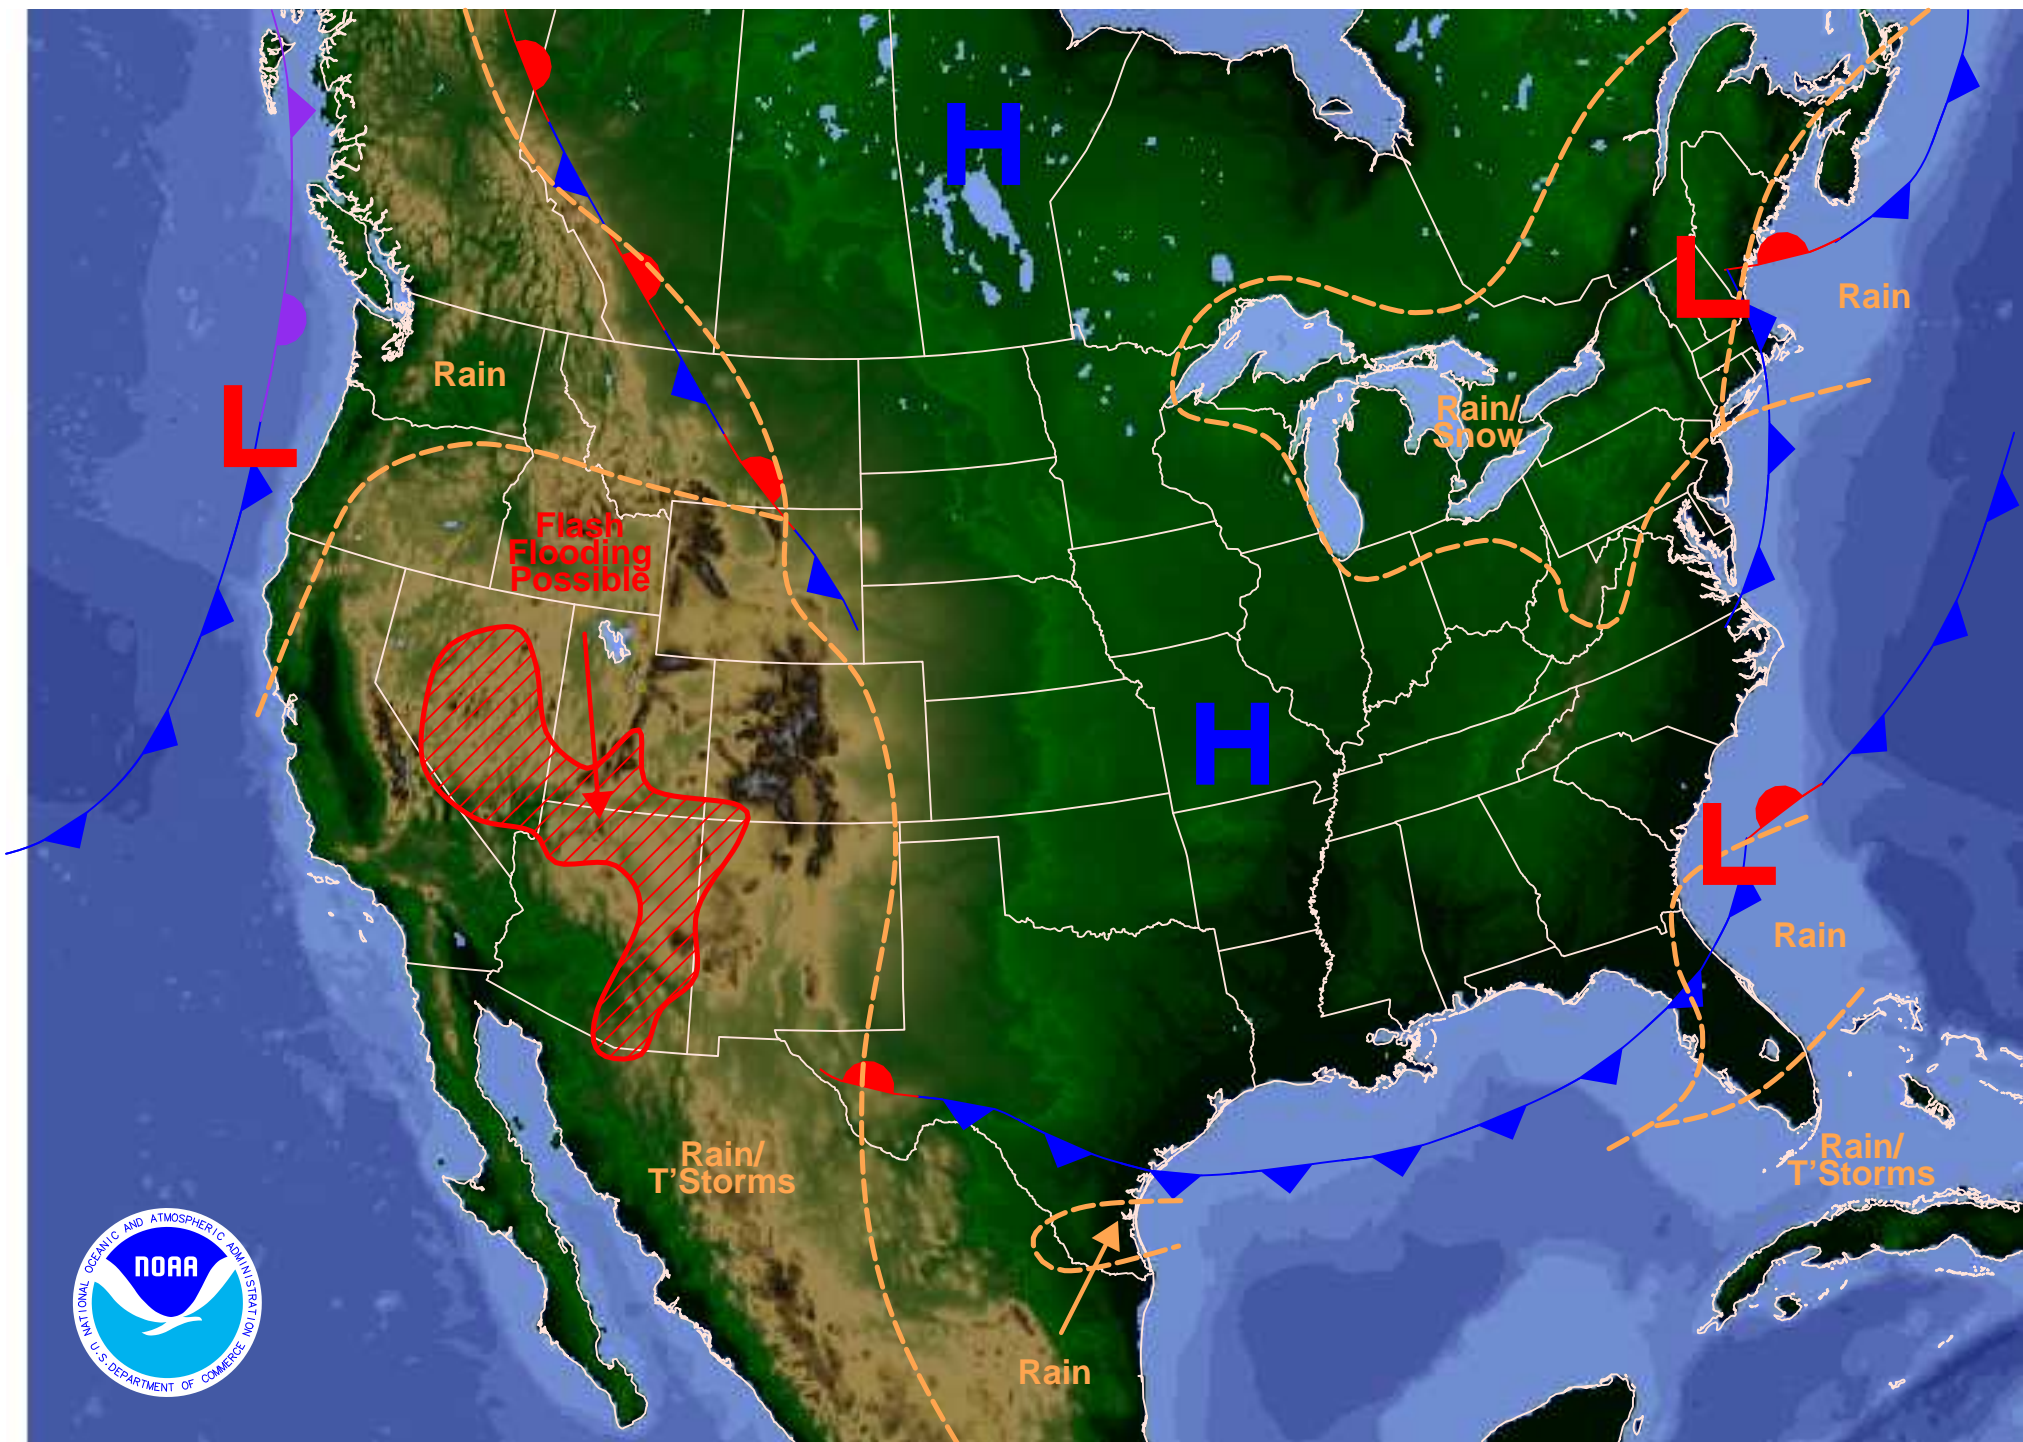 H
L
Rain
Rain
L
Rain/
Snow
Flash
Flooding
Possible
H
L
Rain
Rain/
T'Storms
Rain/
T'Storms
Rain
NATIONAL OCEANIC AND ATMOSPHERIC ADMINISTRATION
NOAA
U.S. DEPARTMENT OF COMMERCE